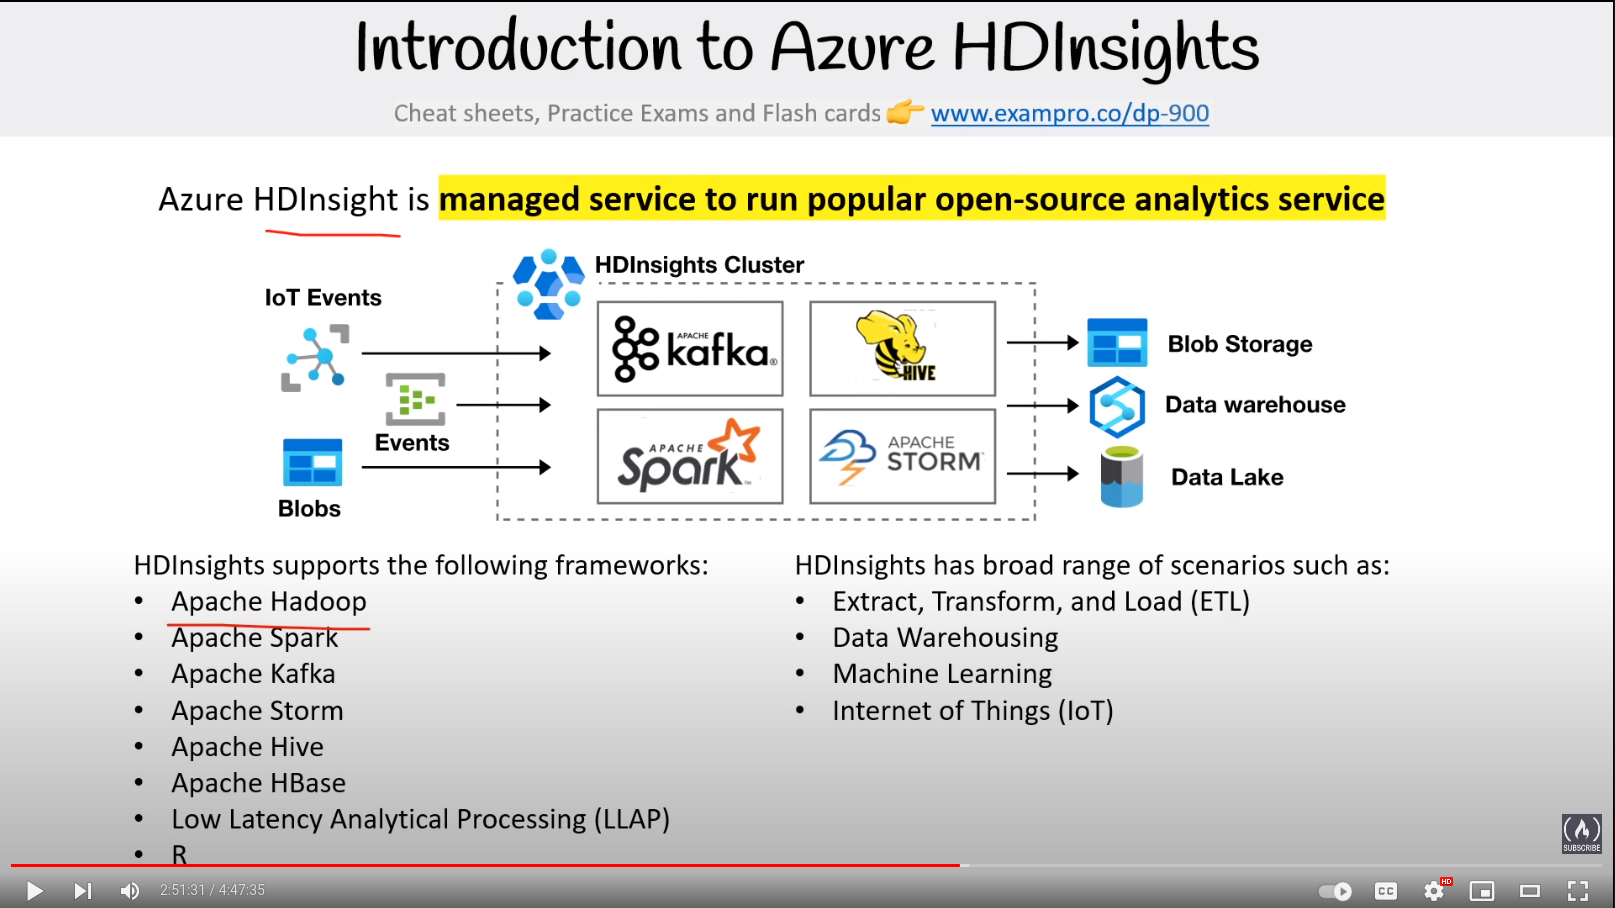 Introduction to Azure HDInsights
Cheat sheets, Practice Exams and Flash cards 👉 www.exampro.co/dp-900
Azure HDInsight is managed service to run popular open-source analytics service
HDInsights Cluster
IoT Events
Events
Blobs
APACHE
kafka®
HIVE
APACHE
Spark™
APACHE
STORM™
Blob Storage
Data warehouse
Data Lake
HDInsights supports the following frameworks:
• Apache Hadoop
• Apache Spark
• Apache Kafka
• Apache Storm
• Apache Hive
• Apache HBase
• Low Latency Analytical Processing (LLAP)
• R
HDInsights has broad range of scenarios such as:
• Extract, Transform, and Load (ETL)
• Data Warehousing
• Machine Learning
• Internet of Things (IoT)
SUBSCRIBE
2:51:31 / 4:47:35
CC
HD